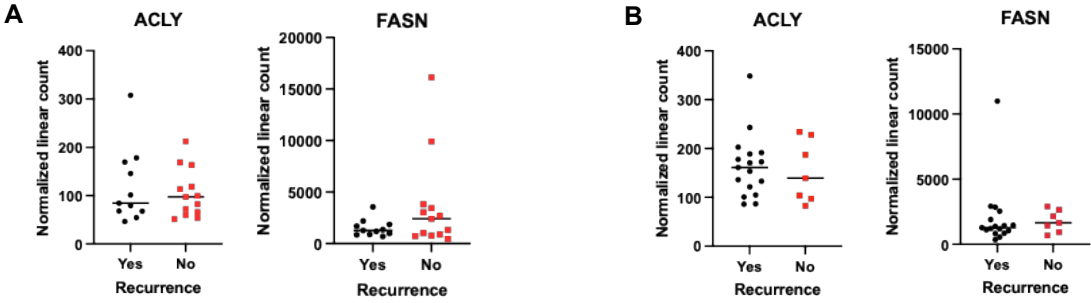 A
ACLY
Normalized linear count
400
300
200
100
0
Yes No
Recurrence
FASN
Normalized linear count
20000
15000
10000
5000
0
Yes No
Recurrence
B
ACLY
Normalized linear count
400
300
200
100
0
Yes No
Recurrence
FASN
Normalized linear count
15000
10000
5000
0
Yes No
Recurrence